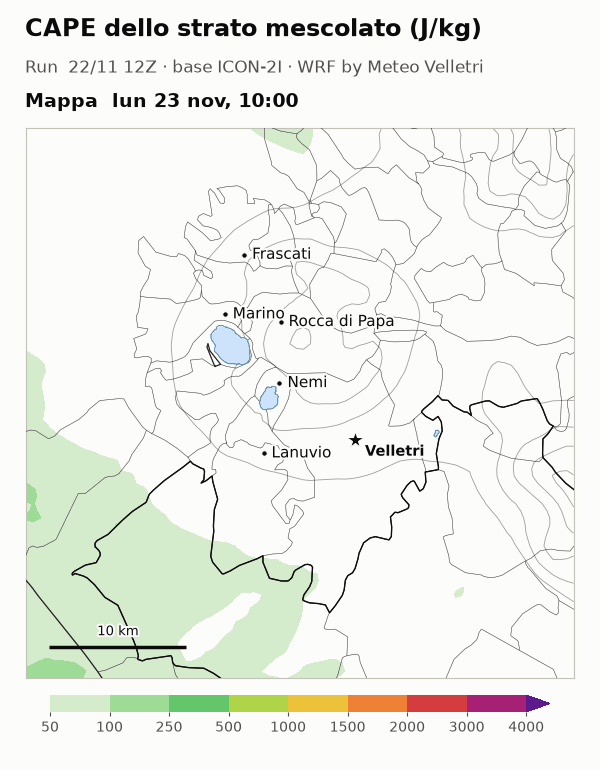 CAPE dello strato mescolato (J/kg)
Run  22/11 12Z · base ICON-2I · WRF by Meteo Velletri
Mappa  lun 23 nov, 10:00
Frascati
Marino
Rocca di Papa
Nemi
Velletri
Lanuvio
10 km
50 100 250 500 1000 1500 2000 3000 4000